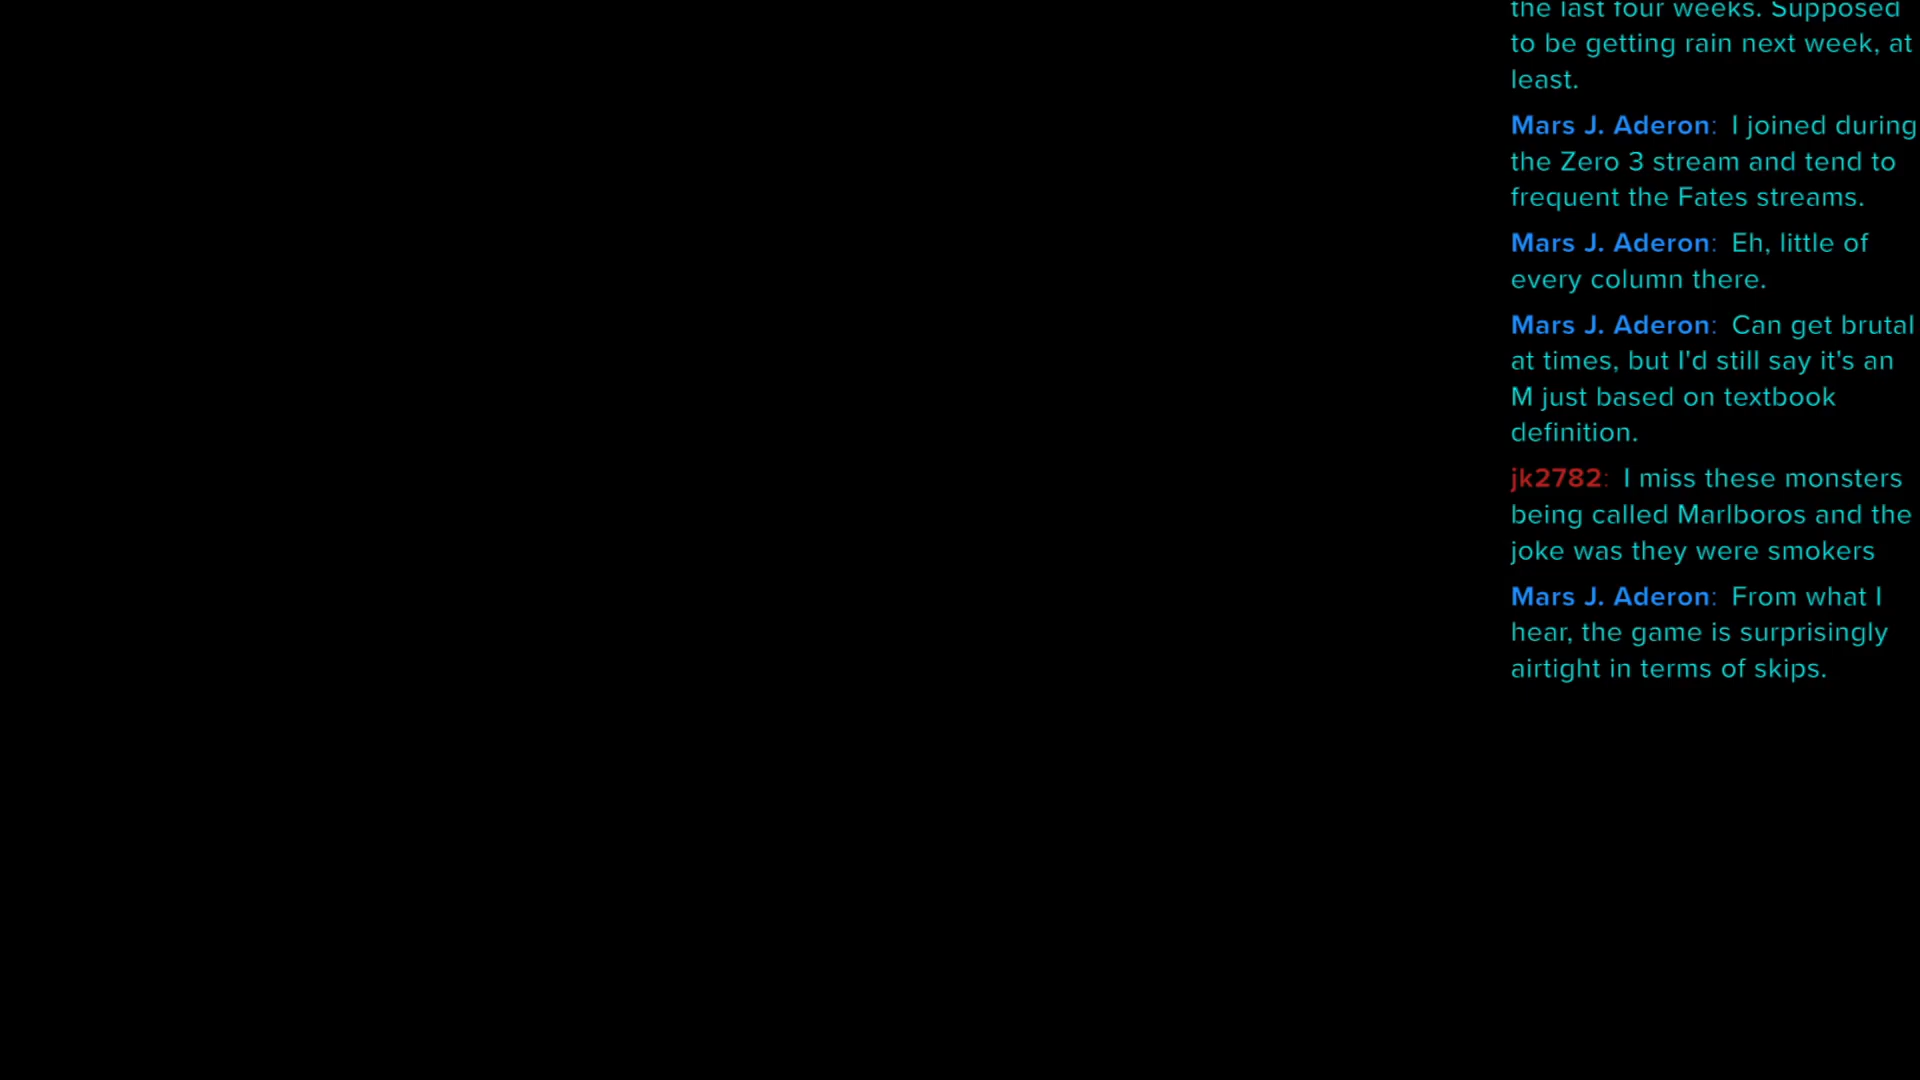 the last four weeks. Supposed
to be getting rain next week, at
least.
Mars J. Aderon: I joined during
the Zero 3 stream and tend to
frequent the Fates streams.
Mars J. Aderon: Eh, little of
every column there.
Mars J. Aderon: Can get brutal
at times, but I'd still say it's an
M just based on textbook
definition.
jk2782: I miss these monsters
being called Marlboros and the
joke was they were smokers
Mars J. Aderon: From what I
hear, the game is surprisingly
airtight in terms of skips.